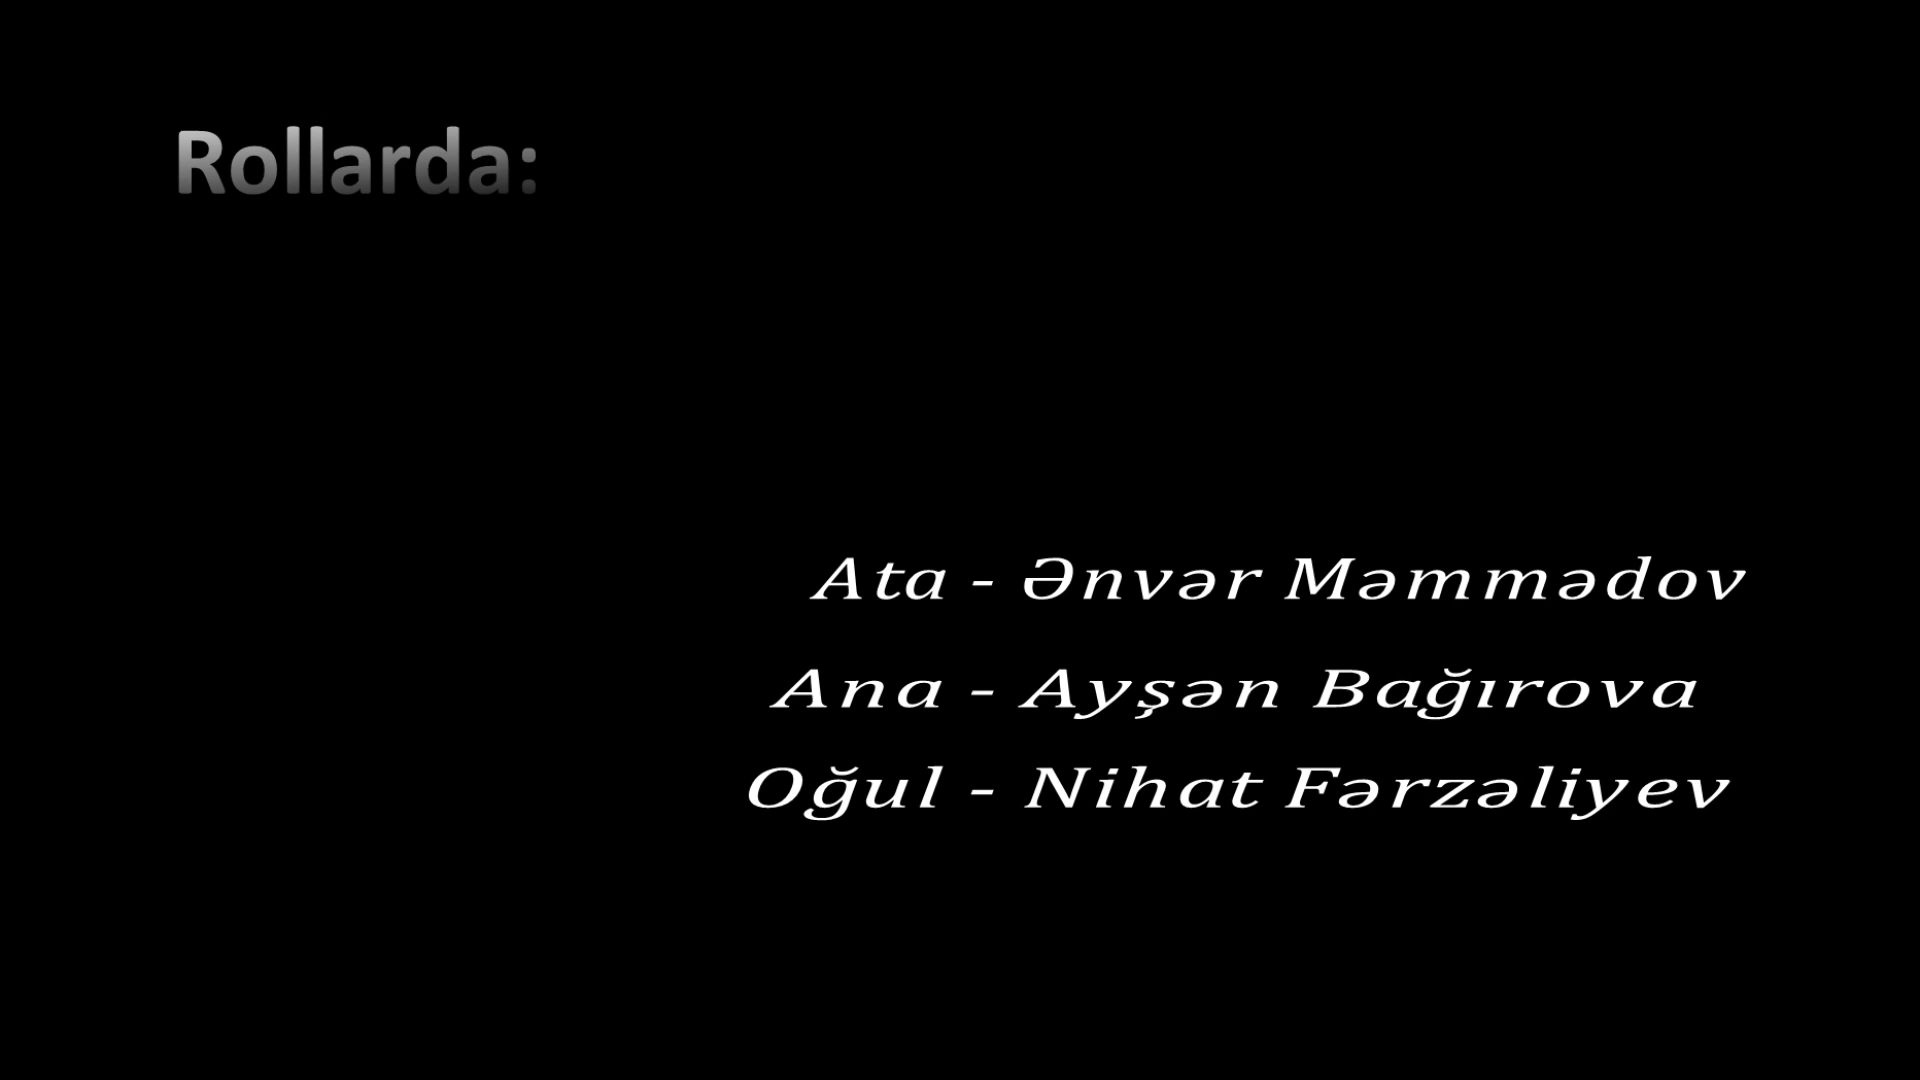 Rollarda:
Ata - Ənvər Məmmədov
Ana - Ayşən Bağırova
Oğul - Nihat Fərzəliyev